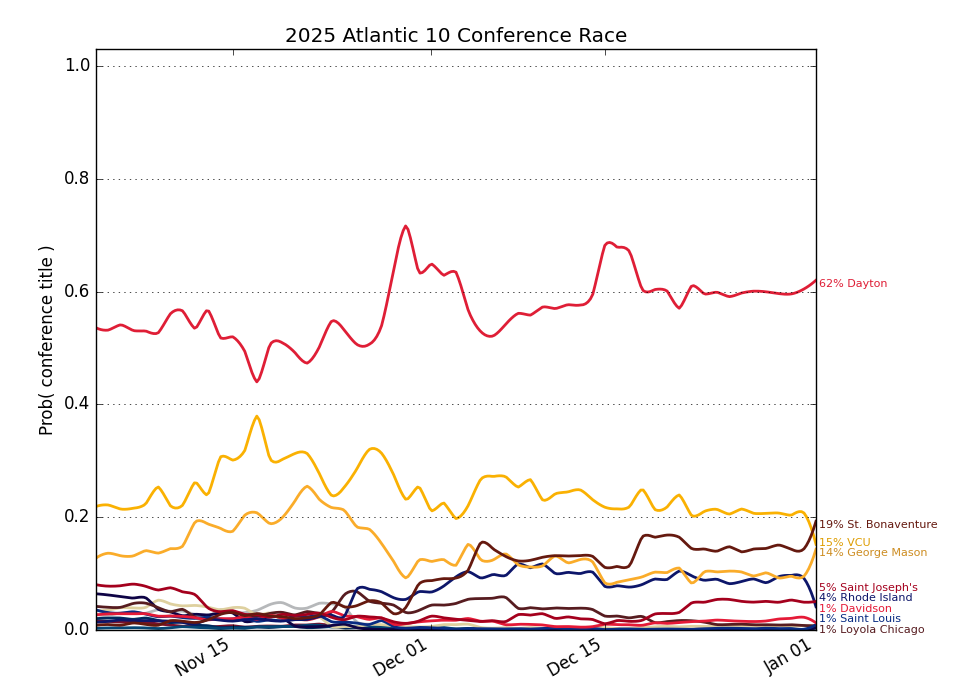 2025 Atlantic 10 Conference Race
Prob( conference title )
1.0
0.8
0.6
0.4
0.2
0.0
Nov 15
Dec 01
Dec 15
Jan 01
62% Dayton
19% St. Bonaventure
15% VCU
14% George Mason
5% Saint Joseph's
4% Rhode Island
1% Davidson
1% Saint Louis
1% Loyola Chicago